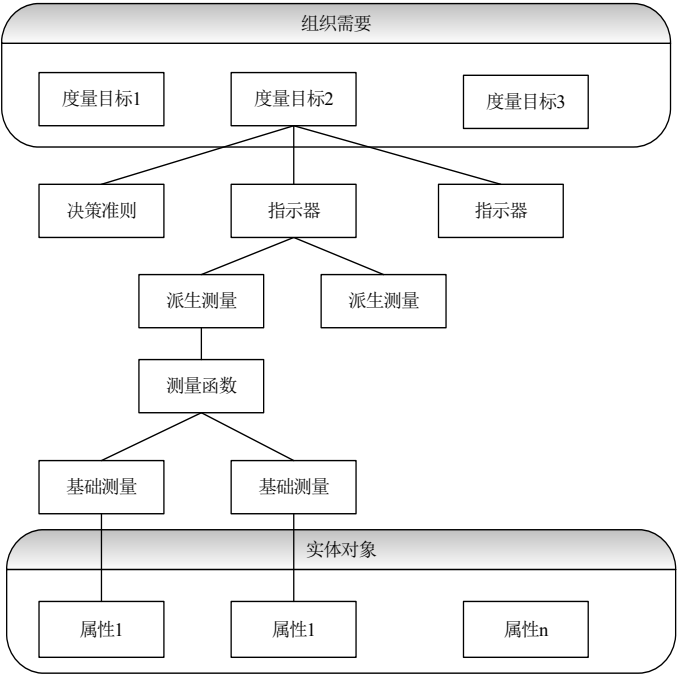 组织需要
度量目标1
度量目标2
度量目标3
决策准则
指示器
指示器
派生测量
派生测量
测量函数
基础测量
基础测量
实体对象
属性1
属性1
属性n